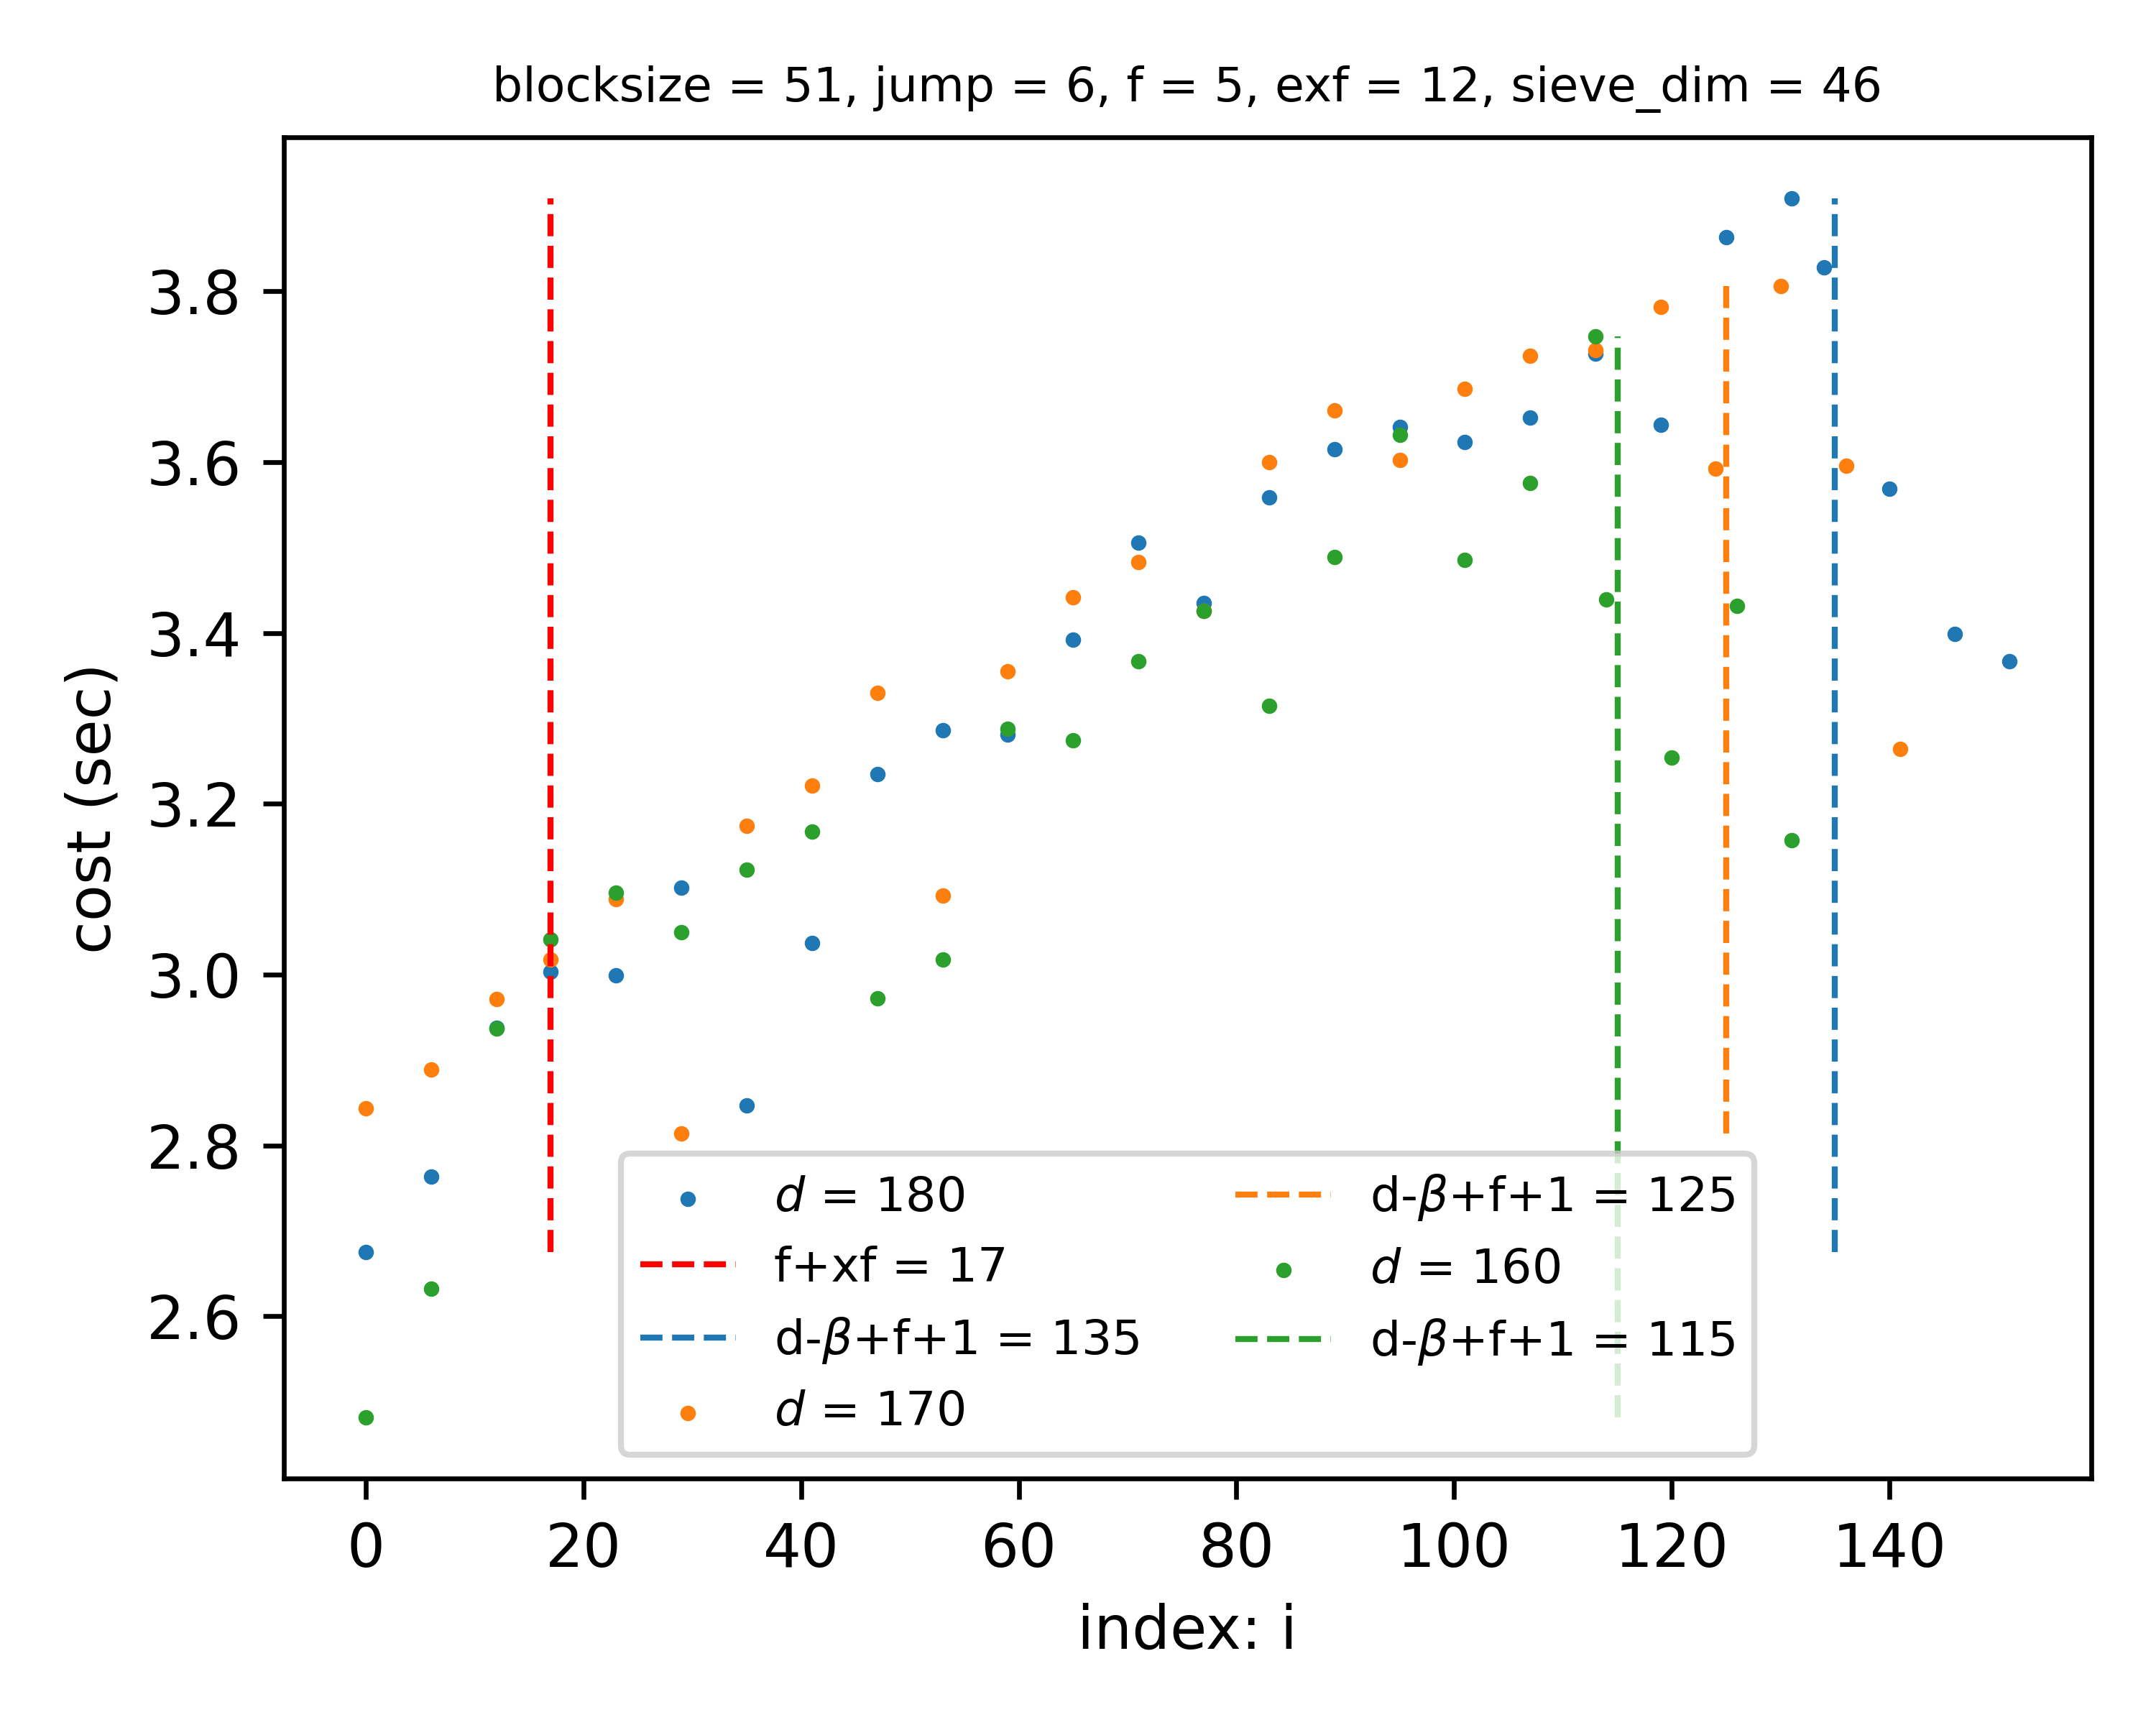 blocksize = 51, jump = 6, f = 5, exf = 12, sieve_dim = 46
cost (sec)
3.8
3.6
3.4
3.2
3.0
2.8
2.6
d = 180
f+xf = 17
d-β+f+1 = 135
d = 170
d-β+f+1 = 125
d = 160
d-β+f+1 = 115
0 20 40 60 80 100 120 140
index: i